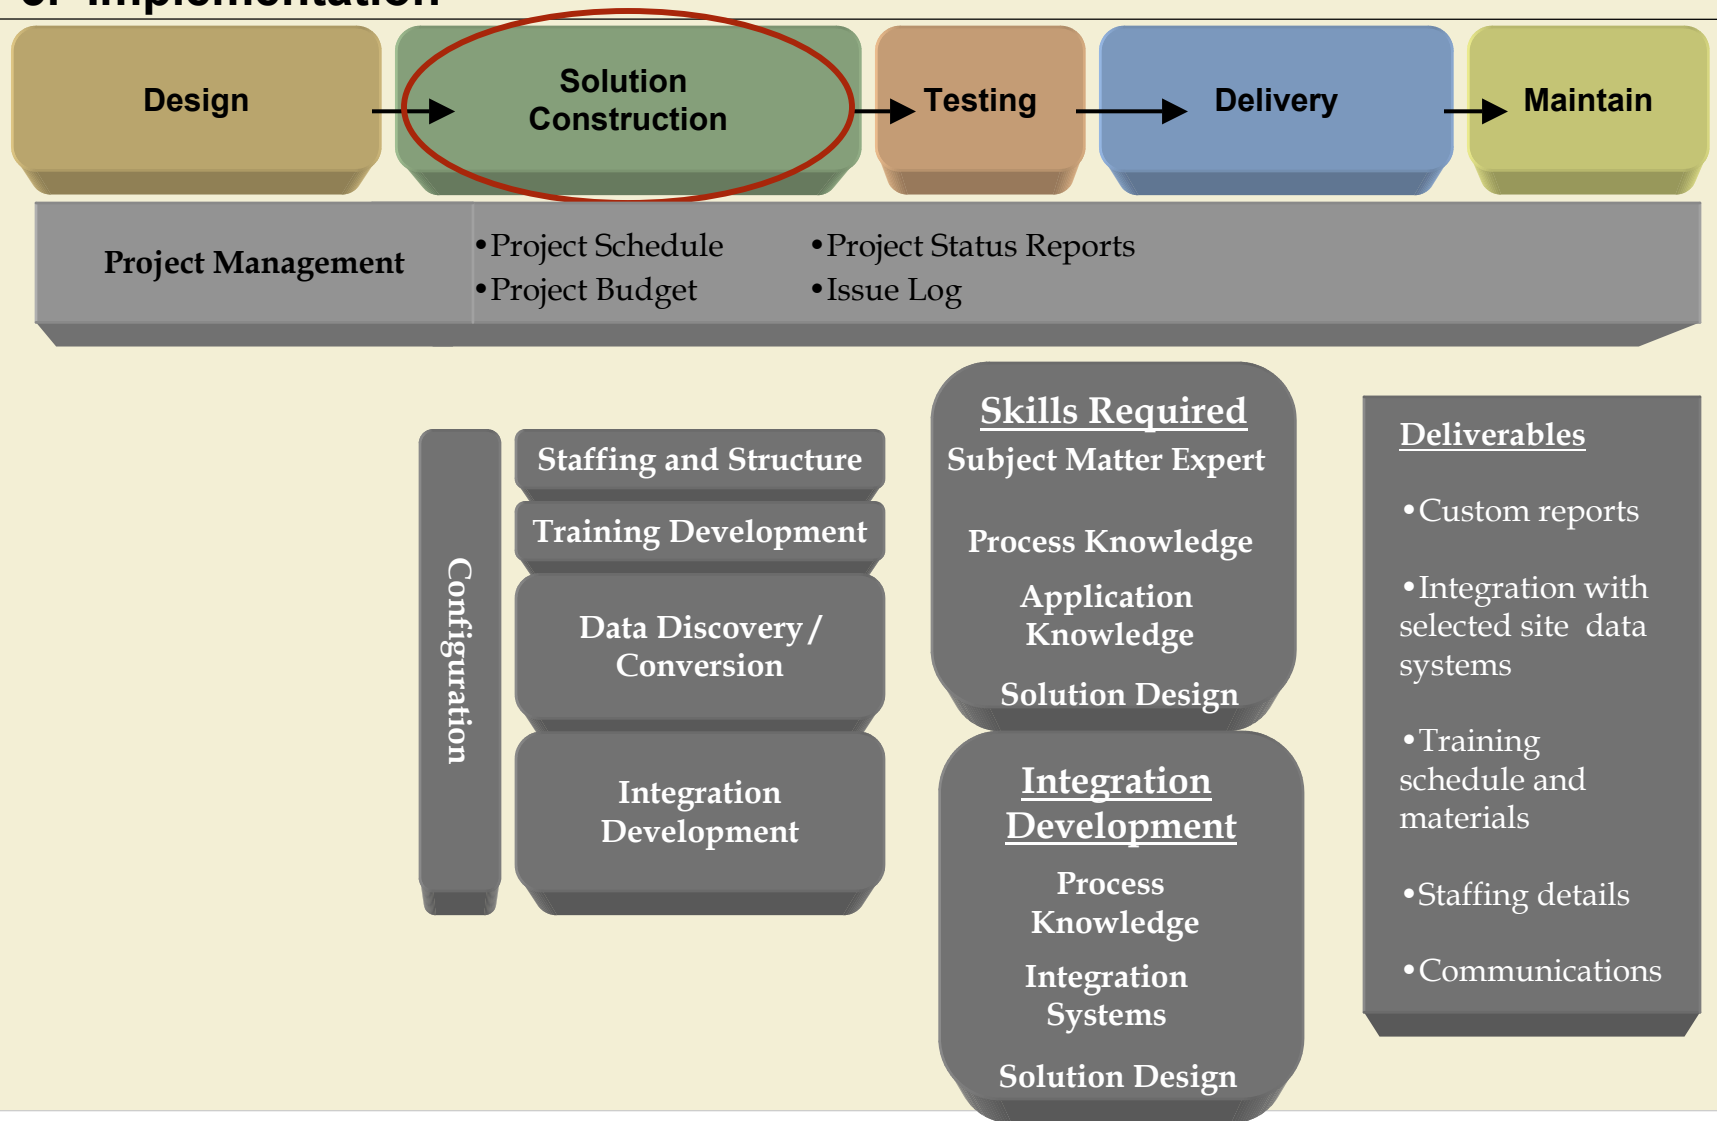 Implementation
Design
Solution
Construction
Testing
Delivery
Maintain
Project Management
•Project Schedule
•Project Budget
•Project Status Reports
•Issue Log
Configuration
Staffing and Structure
Training Development
Data Discovery /
Conversion
Integration
Development
Skills Required
Subject Matter Expert
Process Knowledge
Application
Knowledge
Solution Design
Integration
Development
Process
Knowledge
Integration
Systems
Solution Design
Deliverables
•Custom reports
•Integration with
selected site data
systems
•Training
schedule and
materials
•Staffing details
•Communications